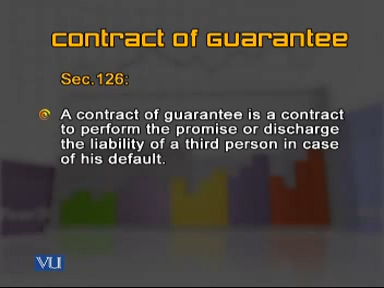 contract of Guarantee
Sec.126:
A contract of guarantee is a contract
to perform the promise or discharge
the liability of a third person in case
of his default.
VU